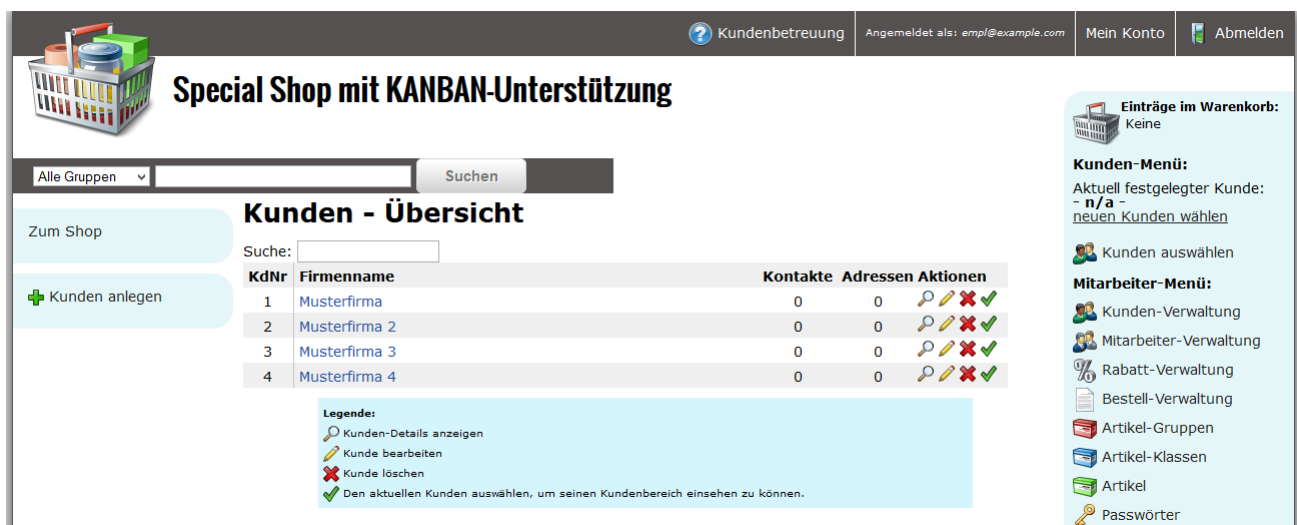 Kundenbetreuung Angemeldet als: empl@example.com Mein Konto Abmelden
Special Shop mit KANBAN-Unterstützung
Alle Gruppen Suchen
Zum Shop
Kunden anlegen
Kunden - Übersicht
Suche:
KdNr Firmenname Kontakte Adressen Aktionen
1 Musterfirma 0 0
2 Musterfirma 2 0 0
3 Musterfirma 3 0 0
4 Musterfirma 4 0 0
Legende:
Kunden-Details anzeigen
Kunde bearbeiten
Kunde löschen
Den aktuellen Kunden auswählen, um seinen Kundenbereich einsehen zu können.
Einträge im Warenkorb:
Keine
Kunden-Menü:
Aktuell festgelegter Kunde:
- n/a -
neuen Kunden wählen
Kunden auswählen
Mitarbeiter-Menü:
Kunden-Verwaltung
Mitarbeiter-Verwaltung
Rabatt-Verwaltung
Bestell-Verwaltung
Artikel-Gruppen
Artikel-Klassen
Artikel
Passwörter